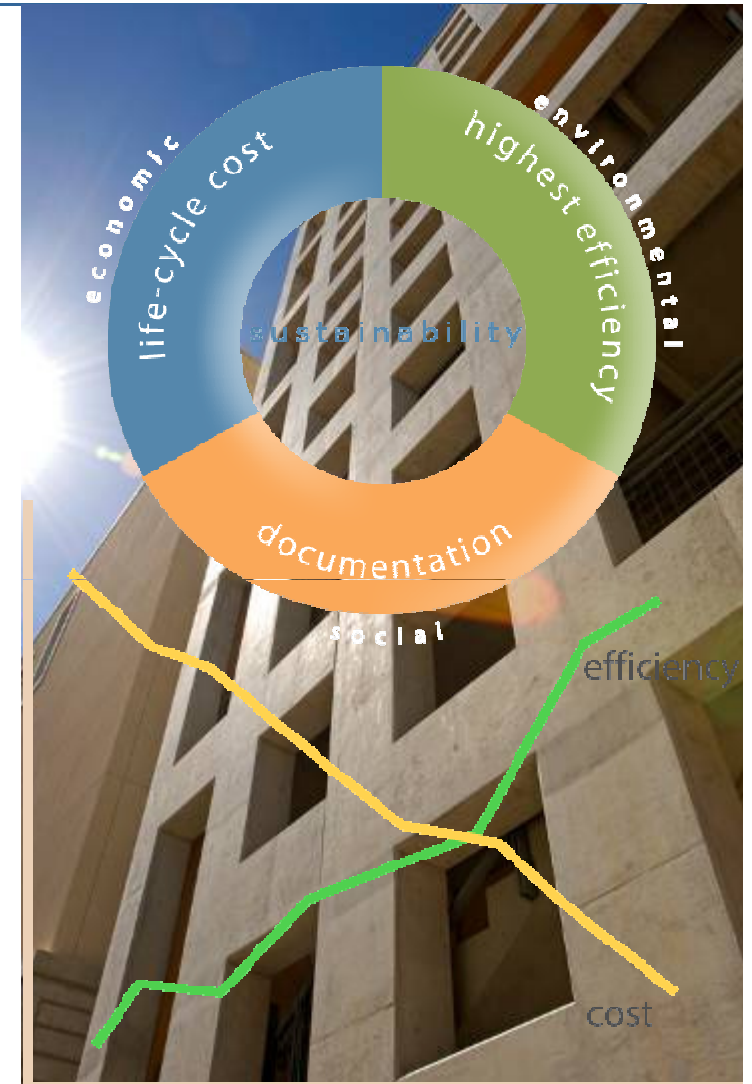 economic
environmental
life-cycle cost
highest efficiency
sustainability
documentation
social
efficiency
cost